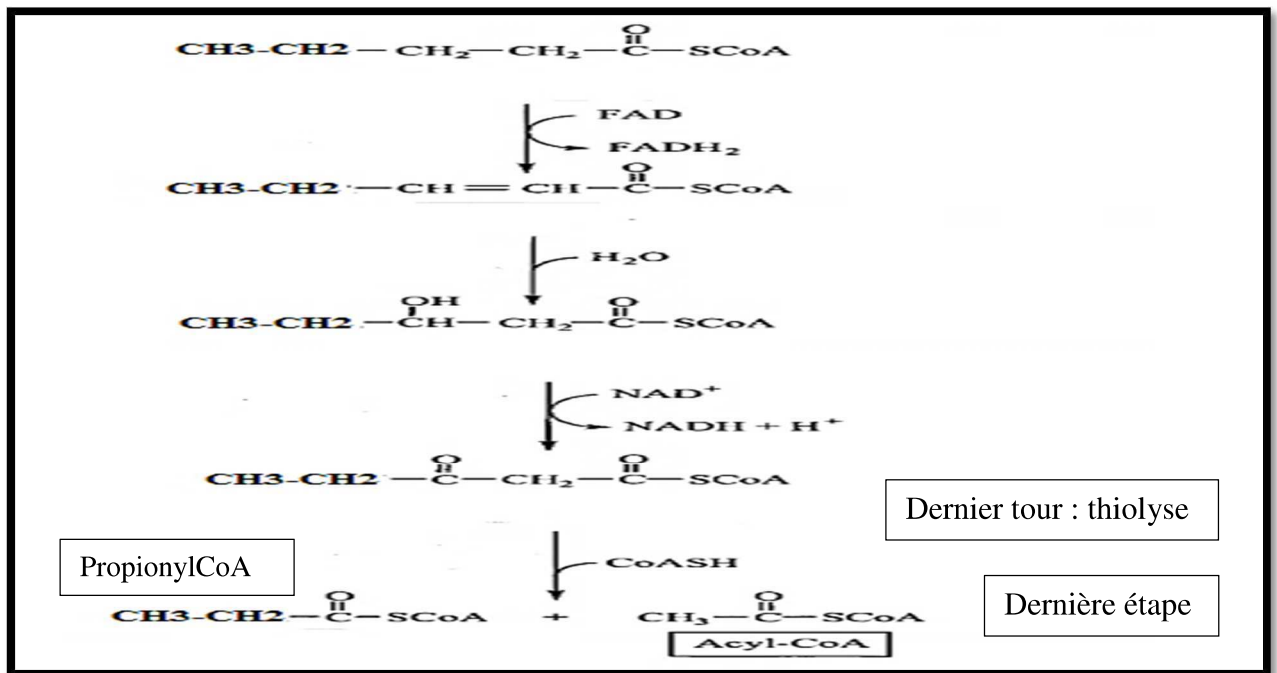 O
CH3-CH2 — CH₂—CH₂—C—SCoA
FAD
FADH₂
O
CH3-CH2 —CH═CH—C—SCoA
H₂O
OH O
CH3-CH2 —CH—CH₂—C—SCoA
NAD⁺
NADH + H⁺
O O
CH3-CH2 —C—CH₂—C—SCoA
Dernier tour : thiolyse
CoASH
PropionylCoA
Dernière étape
O O
CH3-CH2—C—SCoA + CH₃—C—SCoA
Acyl-CoA